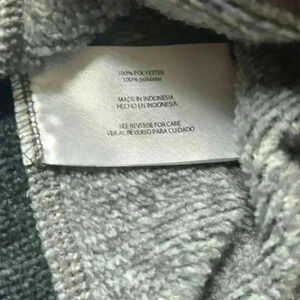 100% POLYESTER
100% poliéster
MADE IN INDONESIA
HECHO EN INDONESIA
SEE REVERSE FOR CARE
VER AL REVERSO PARA CUIDADO